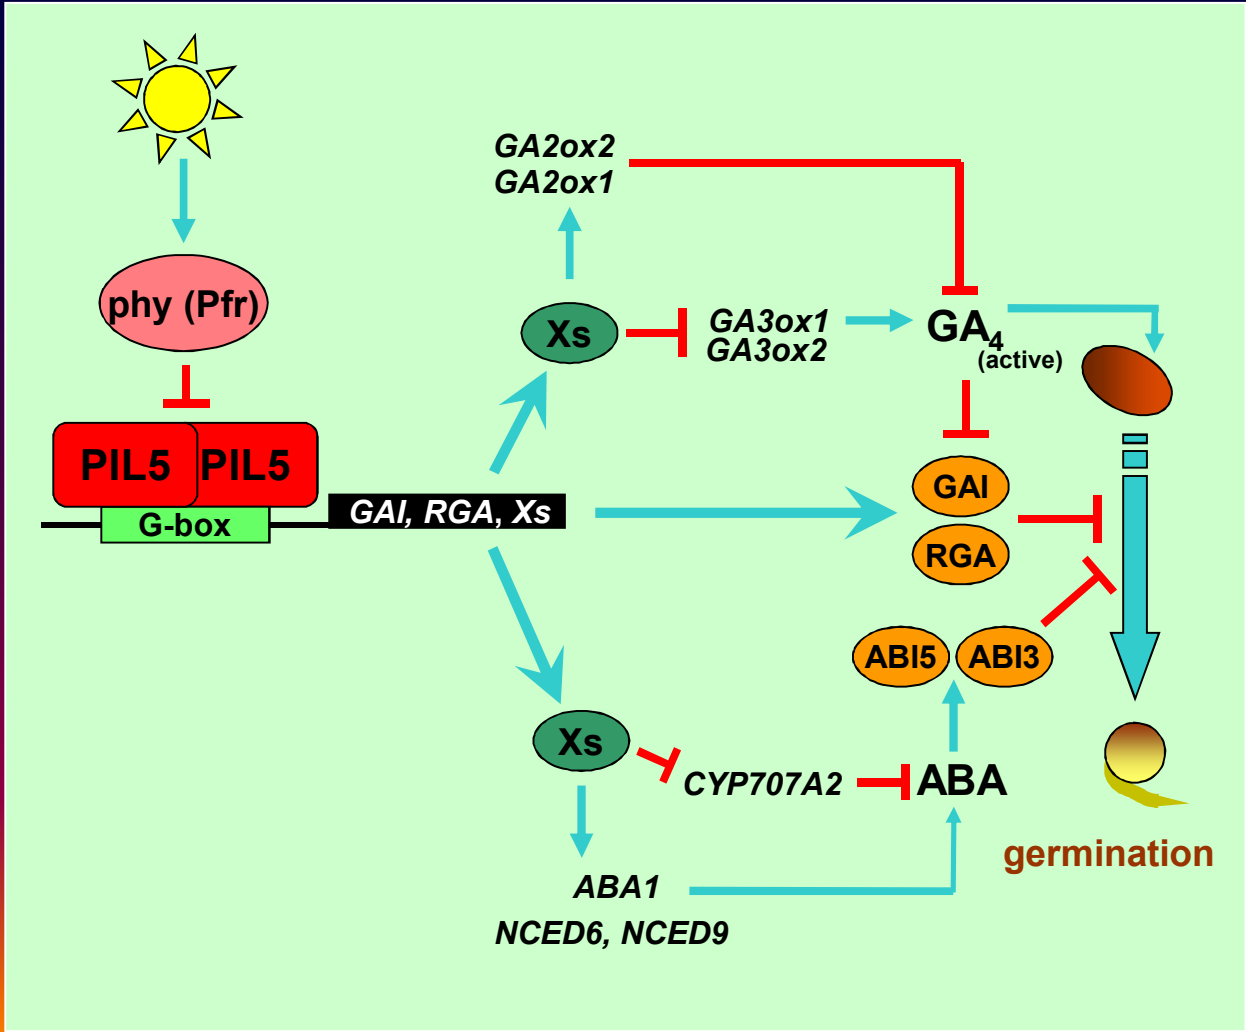 GA2ox2
GA2ox1
phy (Pfr)
Xs
GA3ox1
GA3ox2
GA4
(active)
PIL5 PIL5
G-box
GAI, RGA, Xs
GAI
RGA
ABI5 ABI3
Xs
CYP707A2
ABA
germination
ABA1
NCED6, NCED9